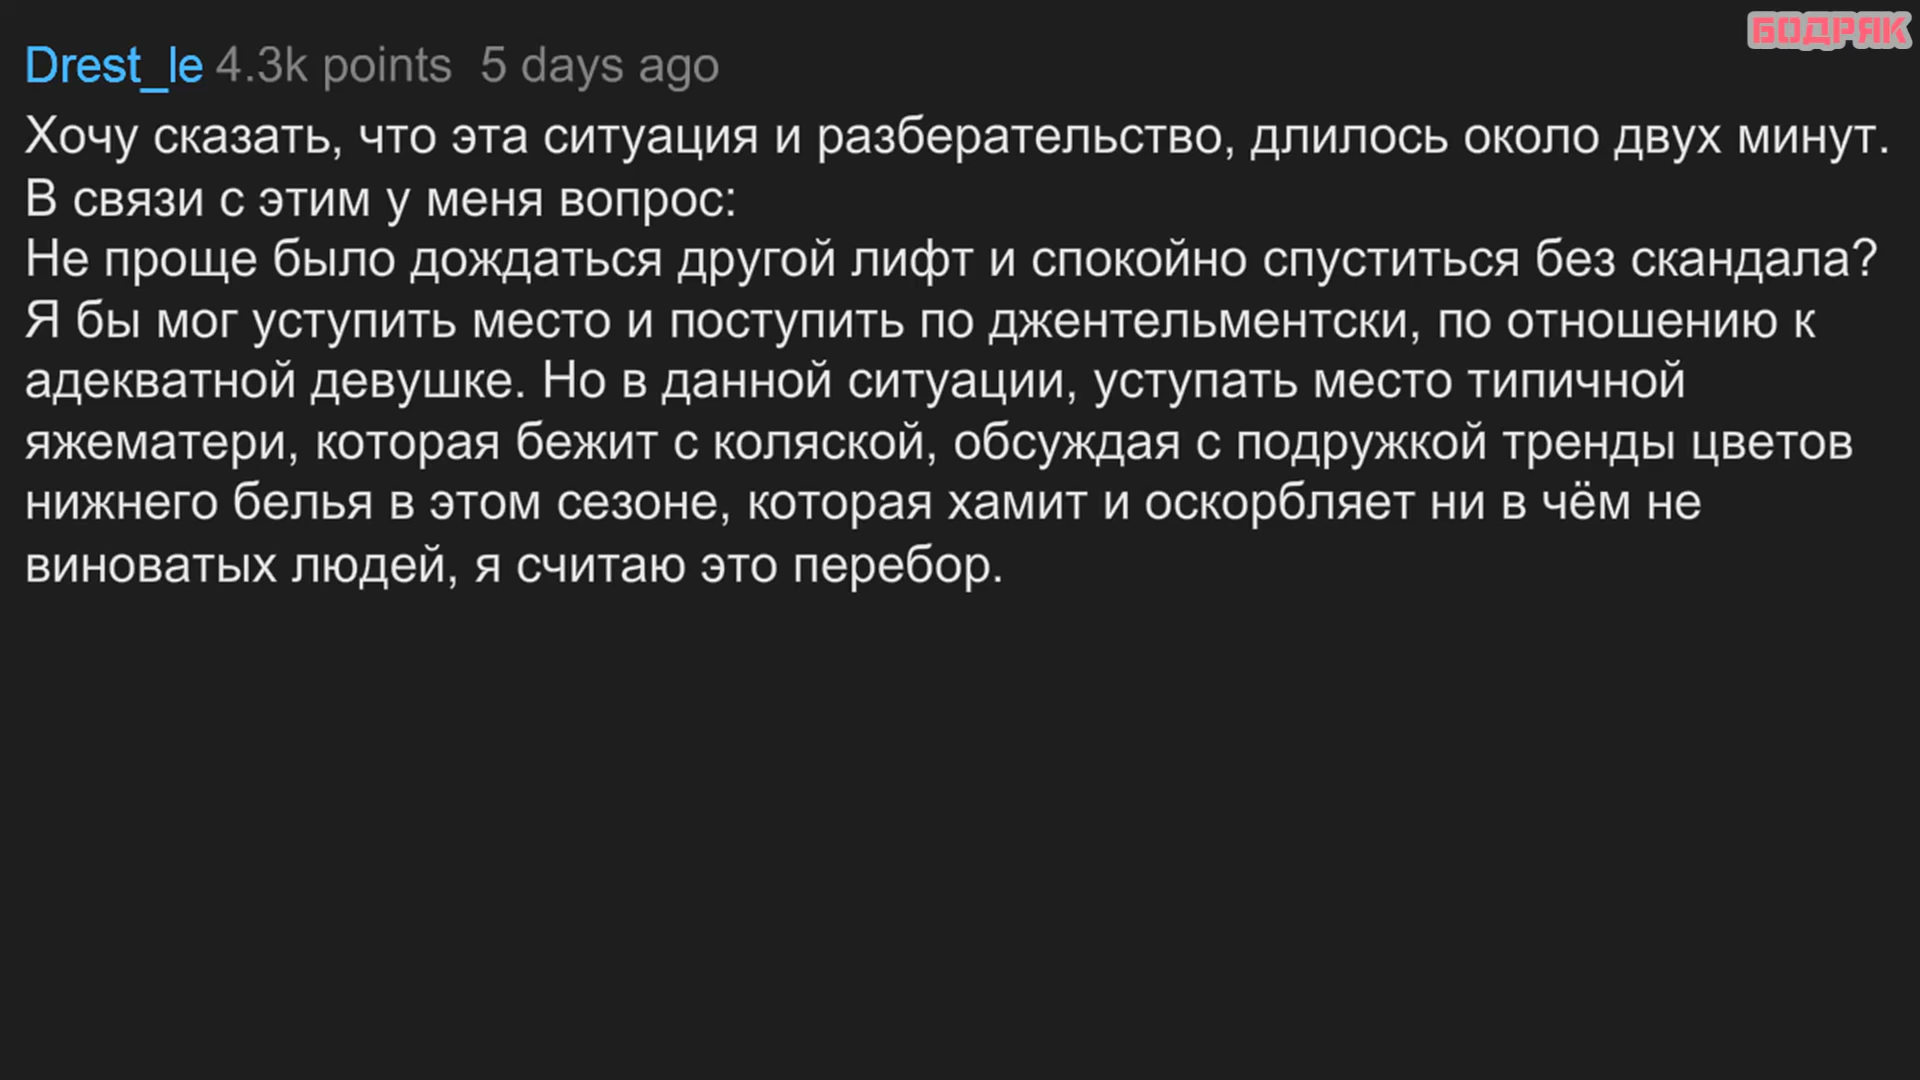 БОДРЯК
Drest_le 4.3k points 5 days ago
Хочу сказать, что эта ситуация и разберательство, длилось около двух минут.
В связи с этим у меня вопрос:
Не проще было дождаться другой лифт и спокойно спуститься без скандала?
Я бы мог уступить место и поступить по джентельментски, по отношению к
адекватной девушке. Но в данной ситуации, уступать место типичной
яжематери, которая бежит с коляской, обсуждая с подружкой тренды цветов
нижнего белья в этом сезоне, которая хамит и оскорбляет ни в чём не
виноватых людей, я считаю это перебор.